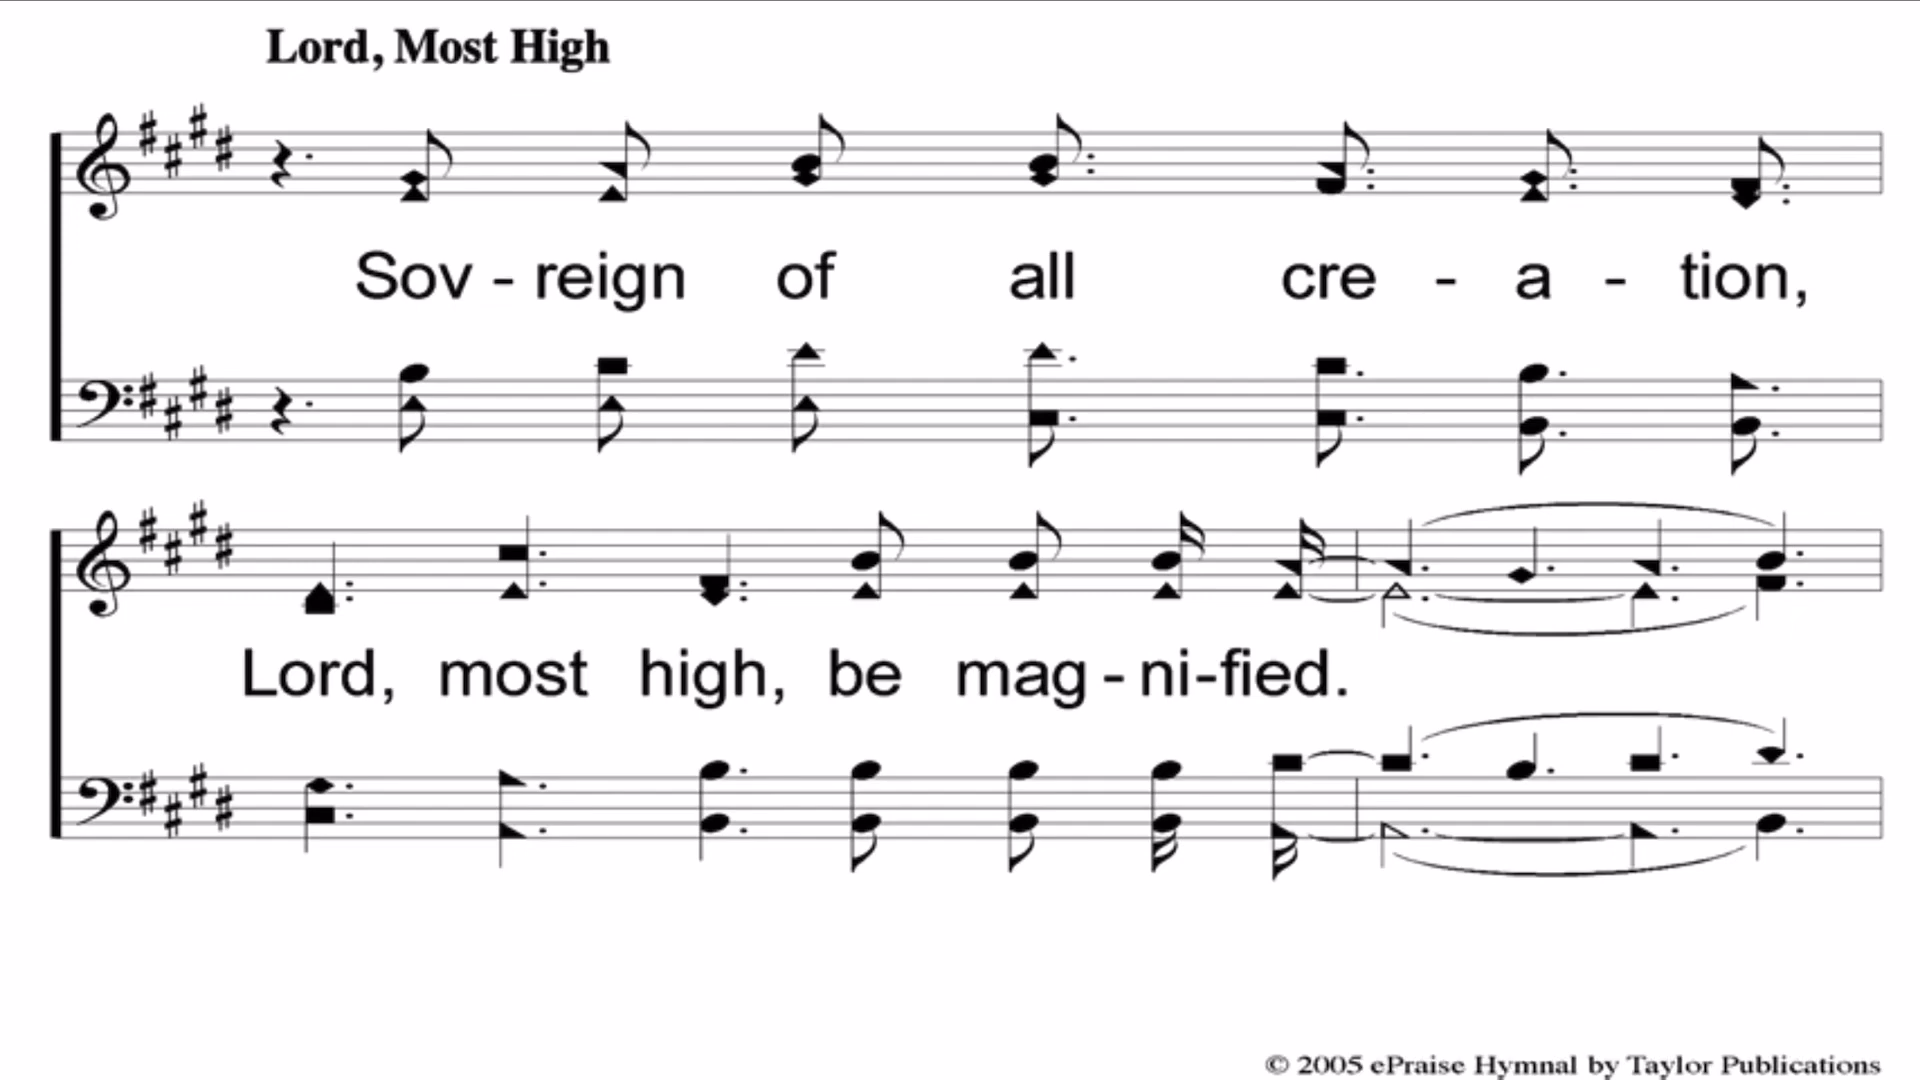 Lord, Most High
Sov - reign of all cre - a - tion,
Lord, most high, be mag - ni-fied.
© 2005 ePraise Hymnal by Taylor Publications